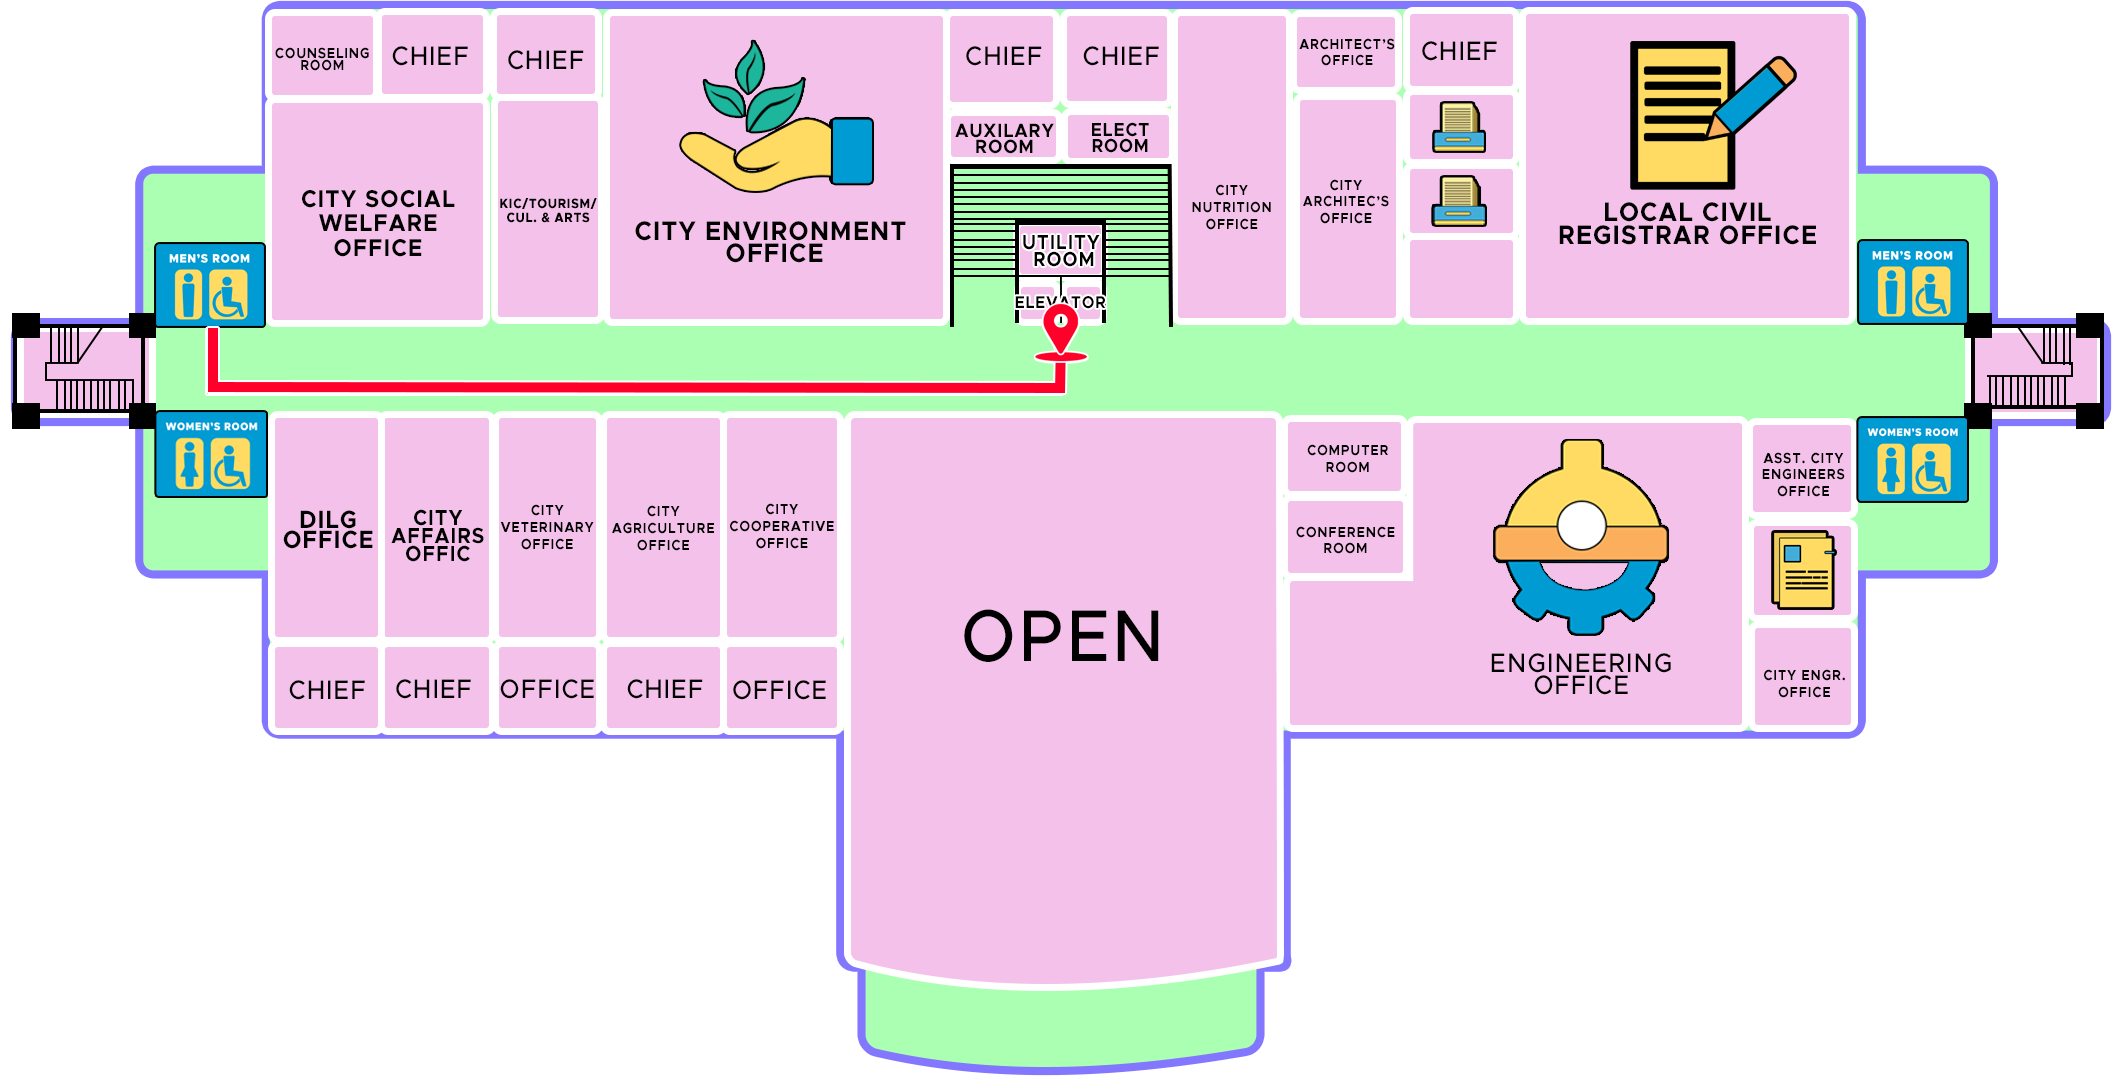 COUNSELING
ROOM
CHIEF
CHIEF
CHIEF
CHIEF
ARCHITECT'S
OFFICE
CHIEF
AUXILARY
ROOM
ELECT
ROOM
CITY SOCIAL
WELFARE
OFFICE
KIC/TOURISM/
CUL. & ARTS
CITY ENVIRONMENT
OFFICE
UTILITY
ROOM
ELEVATOR
CITY
NUTRITION
OFFICE
CITY
ARCHITEC'S
OFFICE
LOCAL CIVIL
REGISTRAR OFFICE
MEN'S ROOM
MEN'S ROOM
WOMEN'S ROOM
WOMEN'S ROOM
DILG
OFFICE
CITY
AFFAIRS
OFFIC
CITY
VETERINARY
OFFICE
CITY
AGRICULTURE
OFFICE
CITY
COOPERATIVE
OFFICE
OPEN
COMPUTER
ROOM
CONFERENCE
ROOM
ENGINEERING
OFFICE
ASST. CITY
ENGINEERS
OFFICE
CITY ENGR.
OFFICE
CHIEF
CHIEF
OFFICE
CHIEF
OFFICE